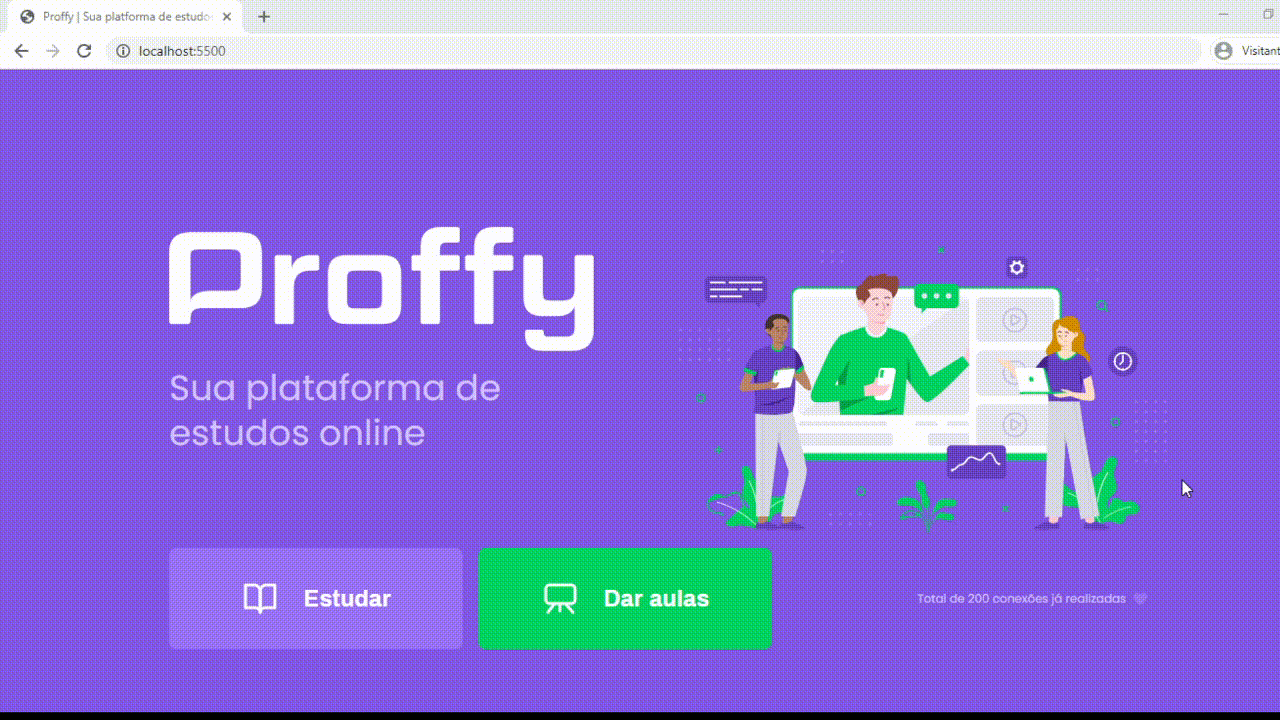 Proffy | Sua platforma de estudo
localhost:5500
Visitant
Proffy
Sua plataforma de
estudos online
Estudar
Dar aulas
Total de 200 conexões já realizadas